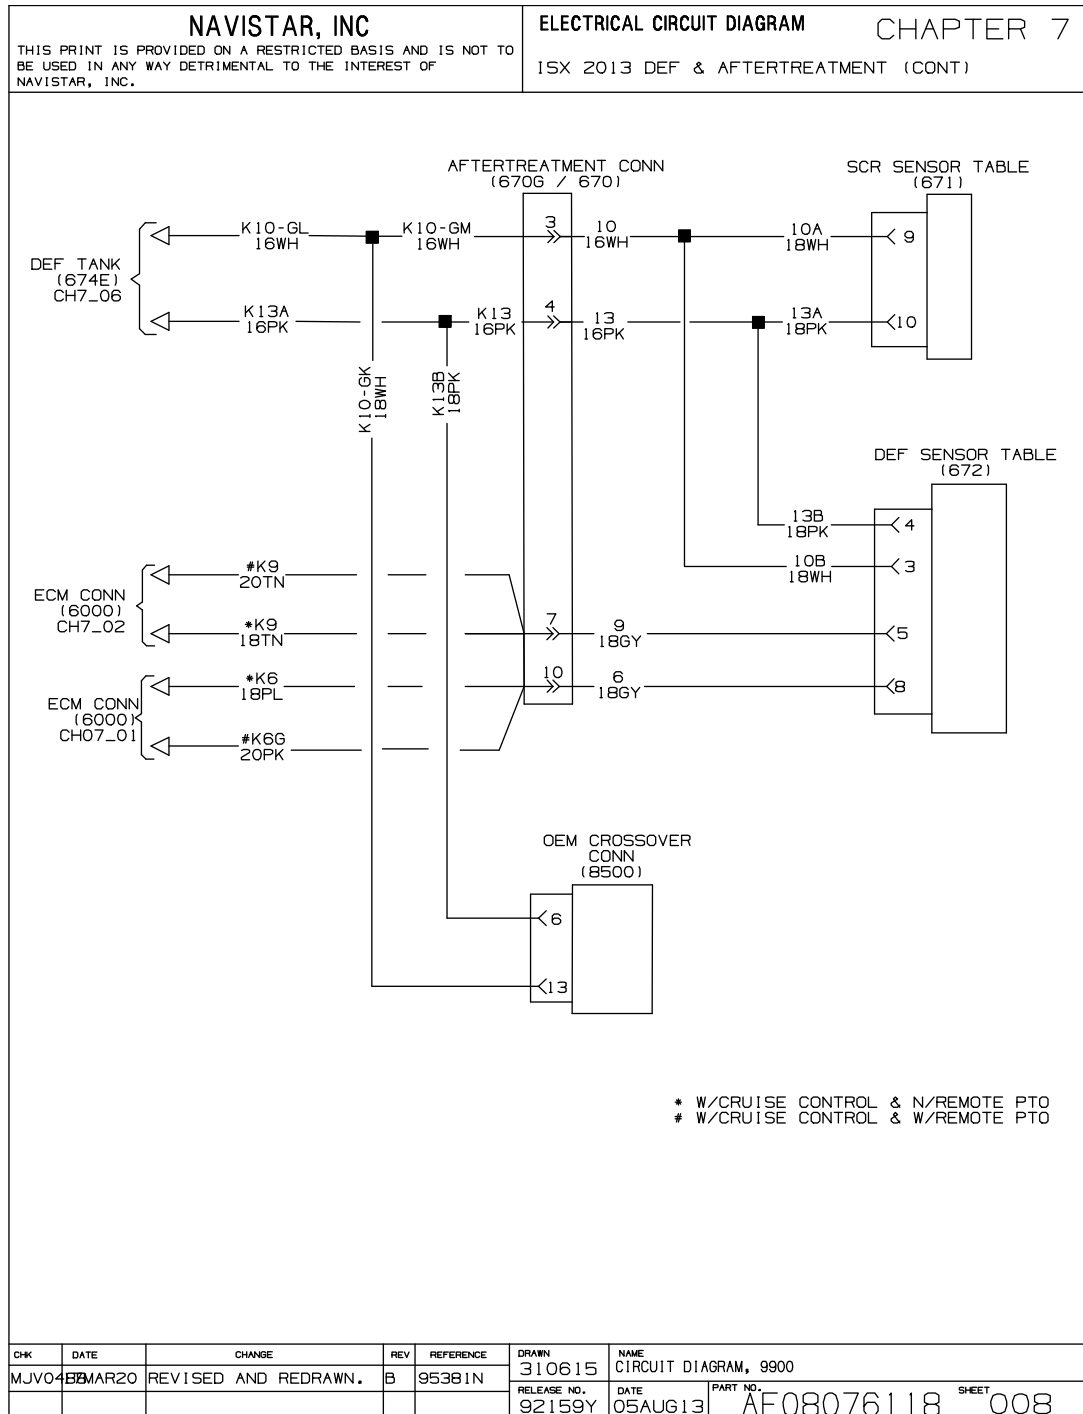 NAVISTAR, INC
THIS PRINT IS PROVIDED ON A RESTRICTED BASIS AND IS NOT TO
BE USED IN ANY WAY DETRIMENTAL TO THE INTEREST OF
NAVISTAR, INC.
ELECTRICAL CIRCUIT DIAGRAM
CHAPTER 7
ISX 2013 DEF & AFTERTREATMENT (CONT)
AFTERTREATMENT CONN
(670G / 670)
SCR SENSOR TABLE
(671)
K10-GL
16WH
K10-GM
16WH
3
10
16WH
10A
18WH
9
DEF TANK
(674E)
CH7_06
K13A
16PK
K13
16PK
4
13
16PK
13A
18PK
10
K10-GK
18WH
K13B
18PK
DEF SENSOR TABLE
(672)
13B
18PK
4
10B
18WH
3
#K9
20TN
ECM CONN
(6000)
CH7_02
*K9
18TN
7
9
18GY
5
*K6
18PL
10
6
18GY
8
ECM CONN
(6000)
CH07_01
#K6G
20PK
OEM CROSSOVER
CONN
(8500)
6
13
* W/CRUISE CONTROL & N/REMOTE PTO
# W/CRUISE CONTROL & W/REMOTE PTO
CHK DATE CHANGE REV REFERENCE
MAR20 REVISED AND REDRAWN. B 95381N
DRAWN
310615
NAME
CIRCUIT DIAGRAM, 9900
RELEASE NO.
92159Y
DATE
05AUG13
PART NO.
AF08076118
SHEET
008